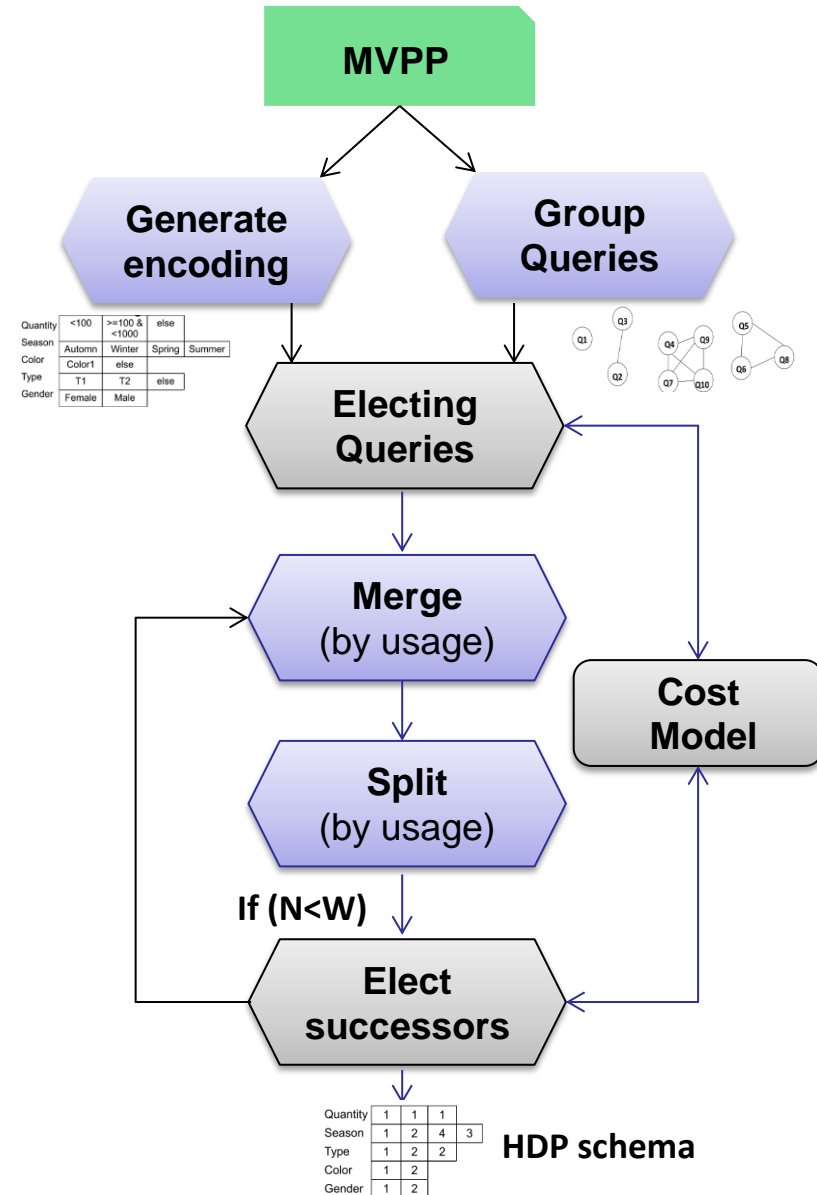 MVPP
Generate
encoding
Group
Queries
Quantity <100 >=100 & <1000 else
Season Automn Winter Spring Summer
Color Color1 else
Type T1 T2 else
Gender Female Male
Q1
Q3
Q2
Q4
Q9
Q7
Q10
Q5
Q6
Q8
Electing
Queries
Merge
(by usage)
Cost
Model
Split
(by usage)
If (N<W)
Elect
successors
Quantity 1 1 1
Season 1 2 4 3
Type 1 2 2
Color 1 2
Gender 1 2
HDP schema